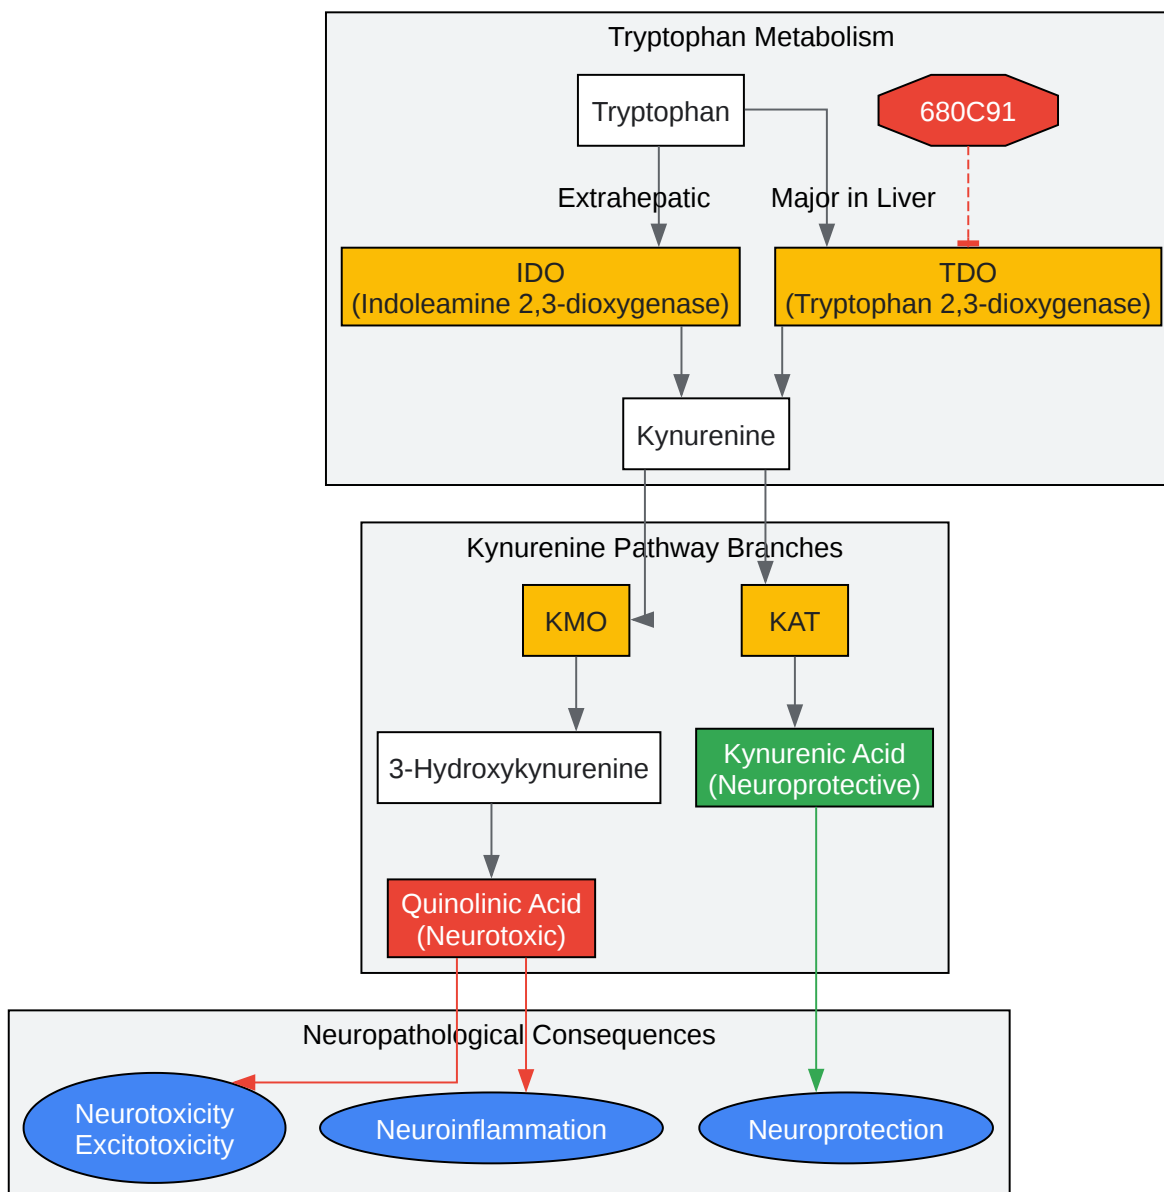 Tryptophan Metabolism
Tryptophan
680C91
Extrahepatic
Major in Liver
IDO
(Indoleamine 2,3-dioxygenase)
TDO
(Tryptophan 2,3-dioxygenase)
Kynurenine
Kynurenine Pathway Branches
KMO
KAT
3-Hydroxykynurenine
Kynurenic Acid
(Neuroprotective)
Quinolinic Acid
(Neurotoxic)
Neuropathological Consequences
Neurotoxicity
Excitotoxicity
Neuroinflammation
Neuroprotection